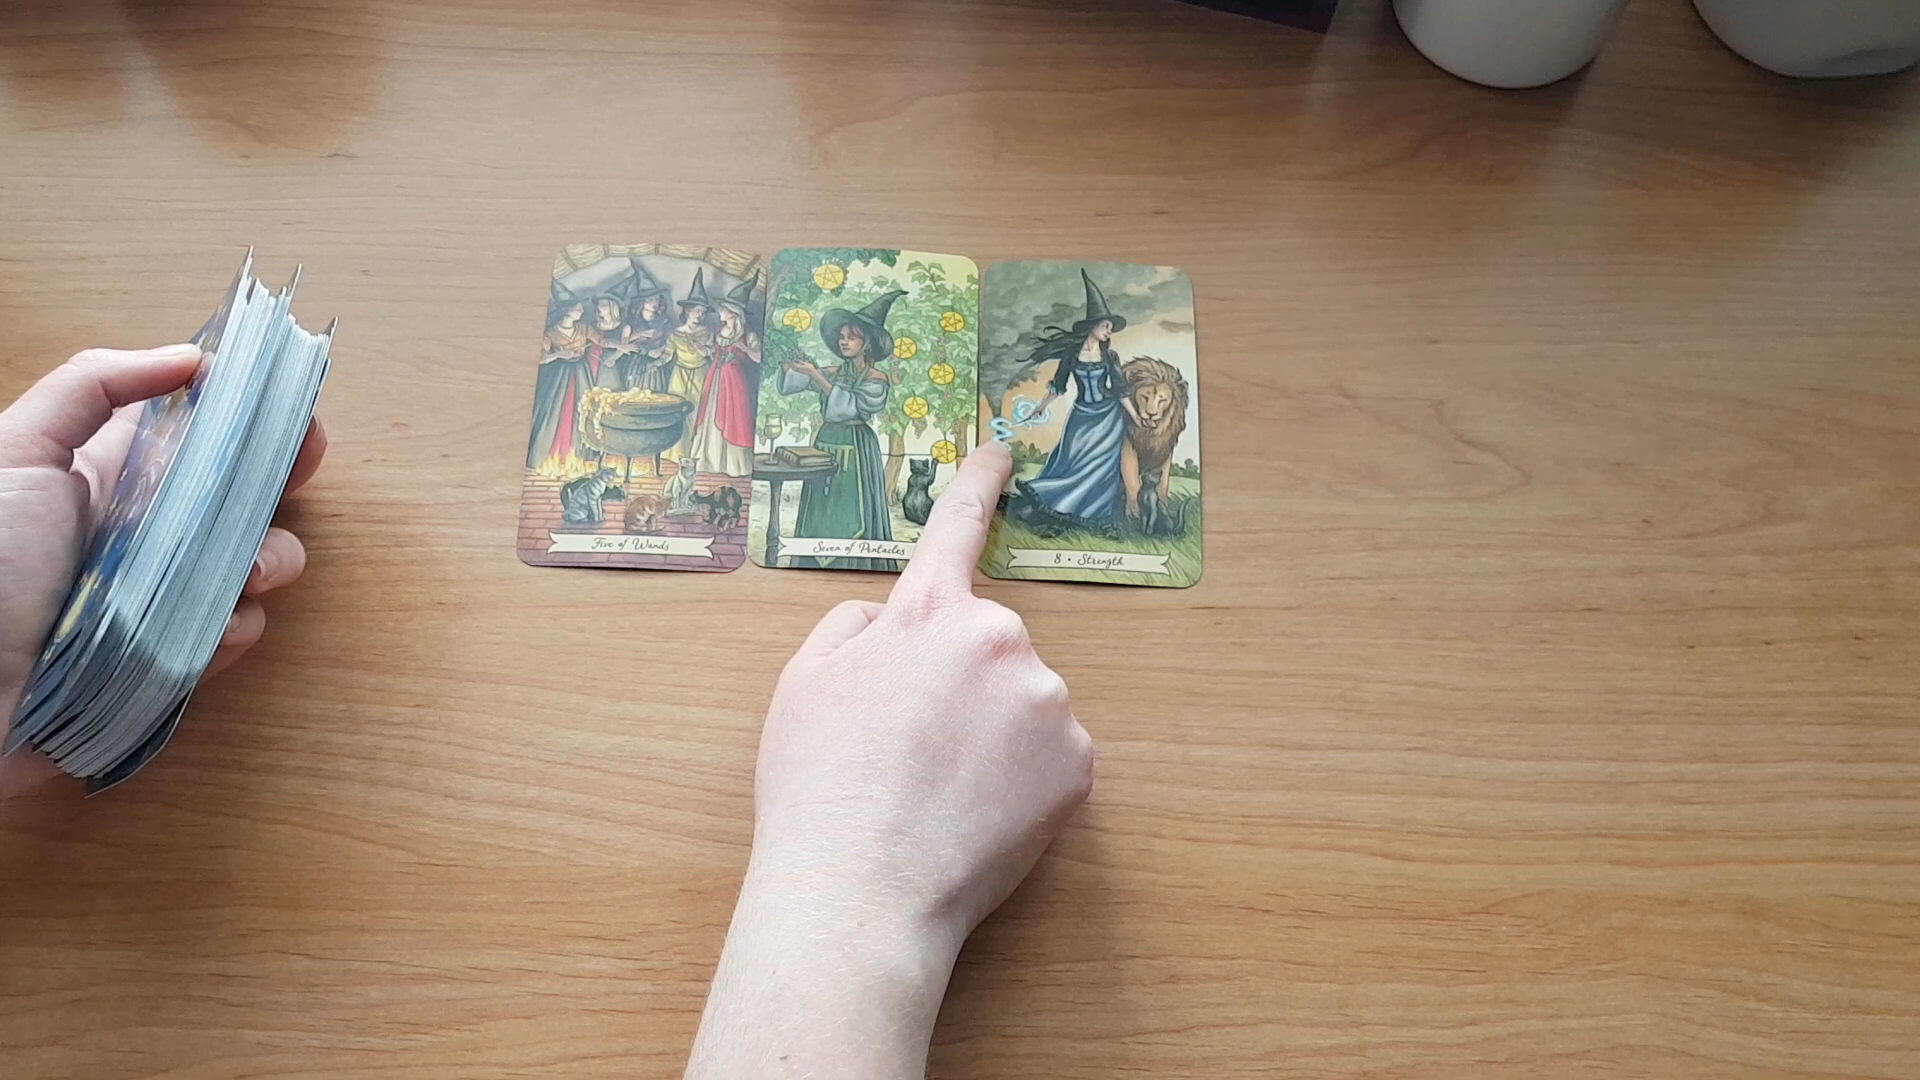 Five of Wands
Seven of Pentacles
8 • Strength